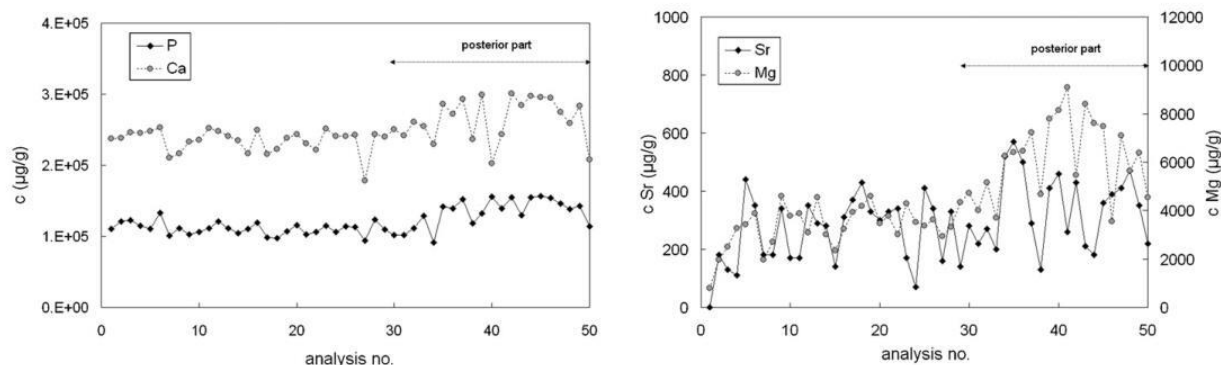 4.E+05
3.E+05
2.E+05
1.E+05
0.E+00
c (µg/g)
P
Ca
posterior part
0 10 20 30 40 50
analysis no.
1000
800
600
400
200
0
c Sr (µg/g)
Sr
Mg
posterior part
12000
10000
8000
6000
4000
2000
0
c Mg (µg/g)
0 10 20 30 40 50
analysis no.